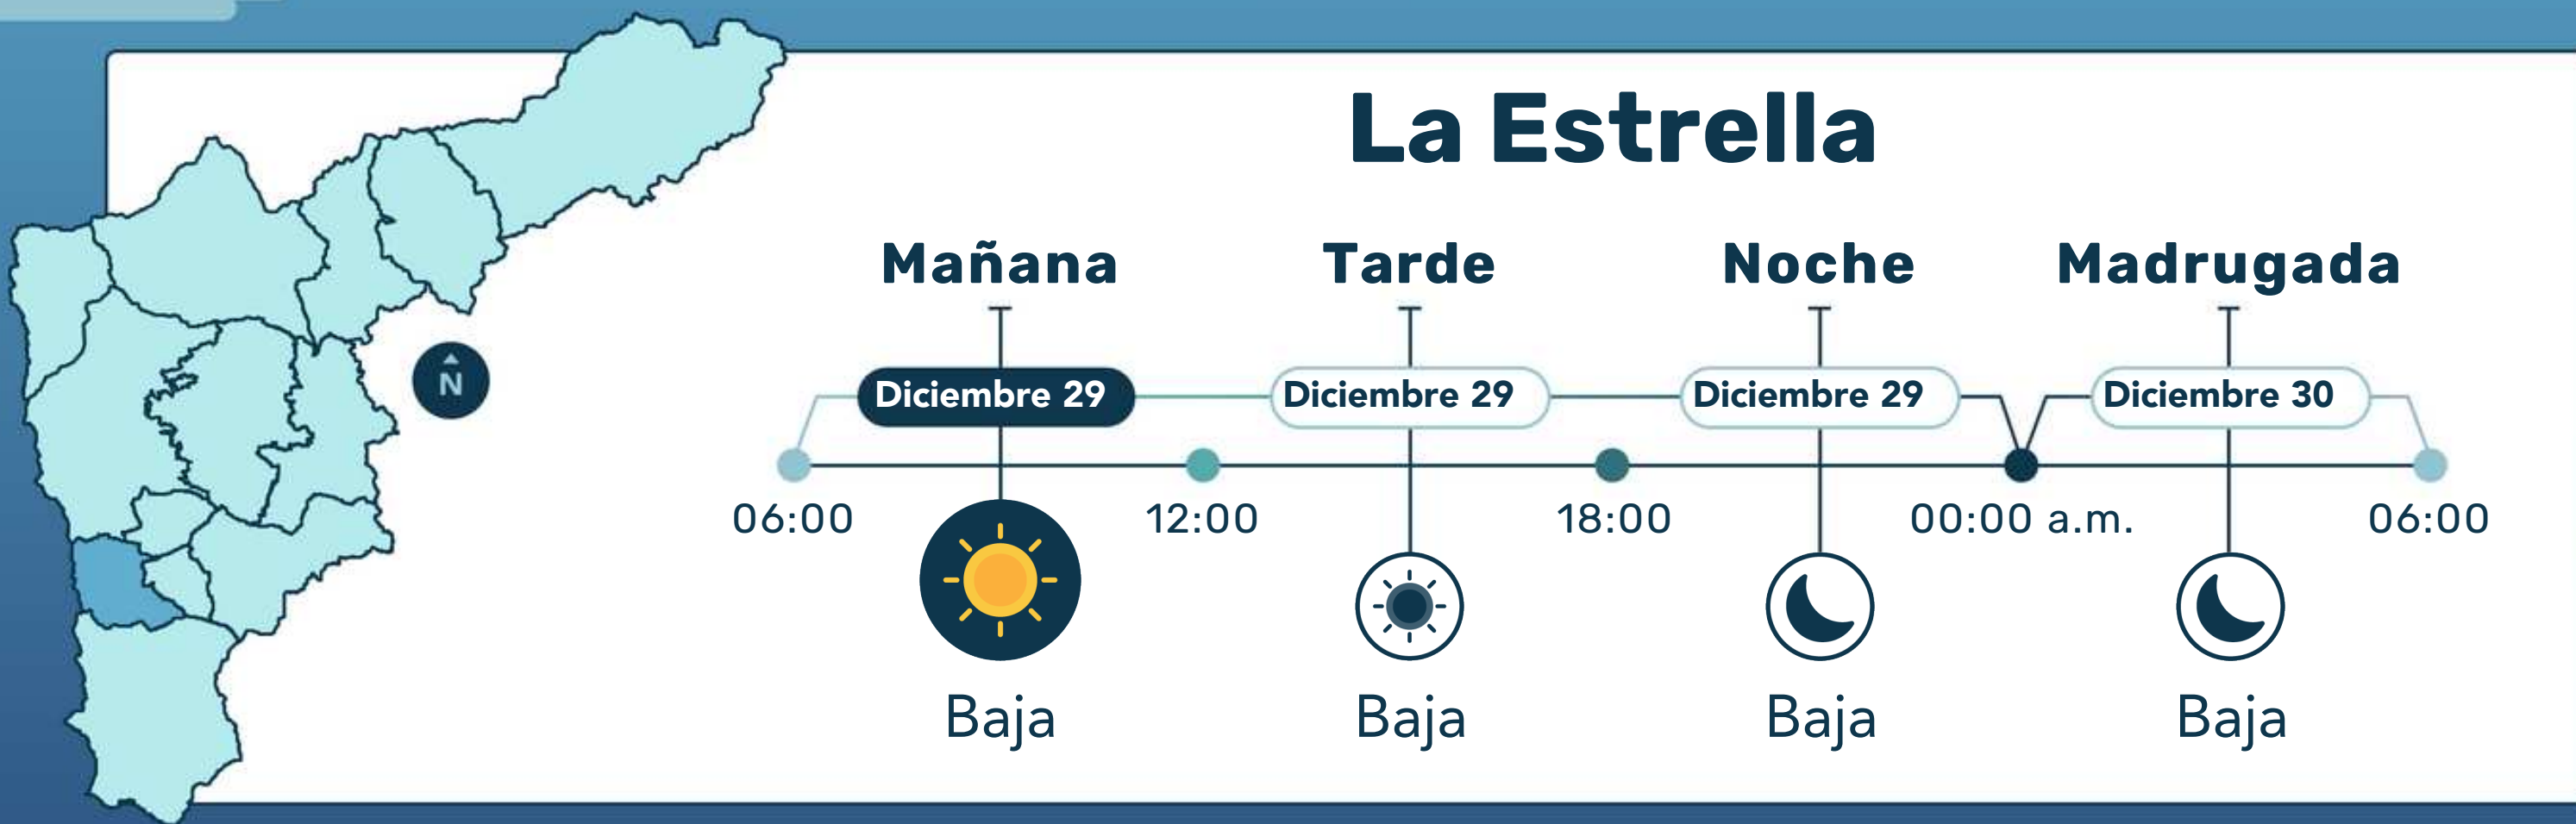 La Estrella
Mañana Tarde Noche Madrugada
N
Diciembre 29 Diciembre 29 Diciembre 29 Diciembre 30
06:00 12:00 18:00 00:00 a.m. 06:00
Baja Baja Baja Baja